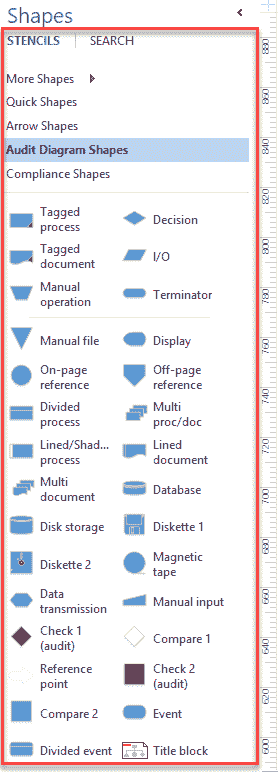 Shapes
STENCILS | SEARCH
More Shapes
Quick Shapes
Arrow Shapes
Audit Diagram Shapes
Compliance Shapes
Tagged process
Decision
Tagged document
I/O
Manual operation
Terminator
Manual file
Display
On-page reference
Off-page reference
Divided process
Multi proc/doc
Lined/Shad... process
Lined document
Multi document
Database
Disk storage
Diskette 1
Diskette 2
Magnetic tape
Data transmission
Manual input
Check 1 (audit)
Compare 1
Reference point
Check 2 (audit)
Compare 2
Event
Divided event
Title block
880
860
840
820
800
780
760
740
720
700
680
660
640
620
600